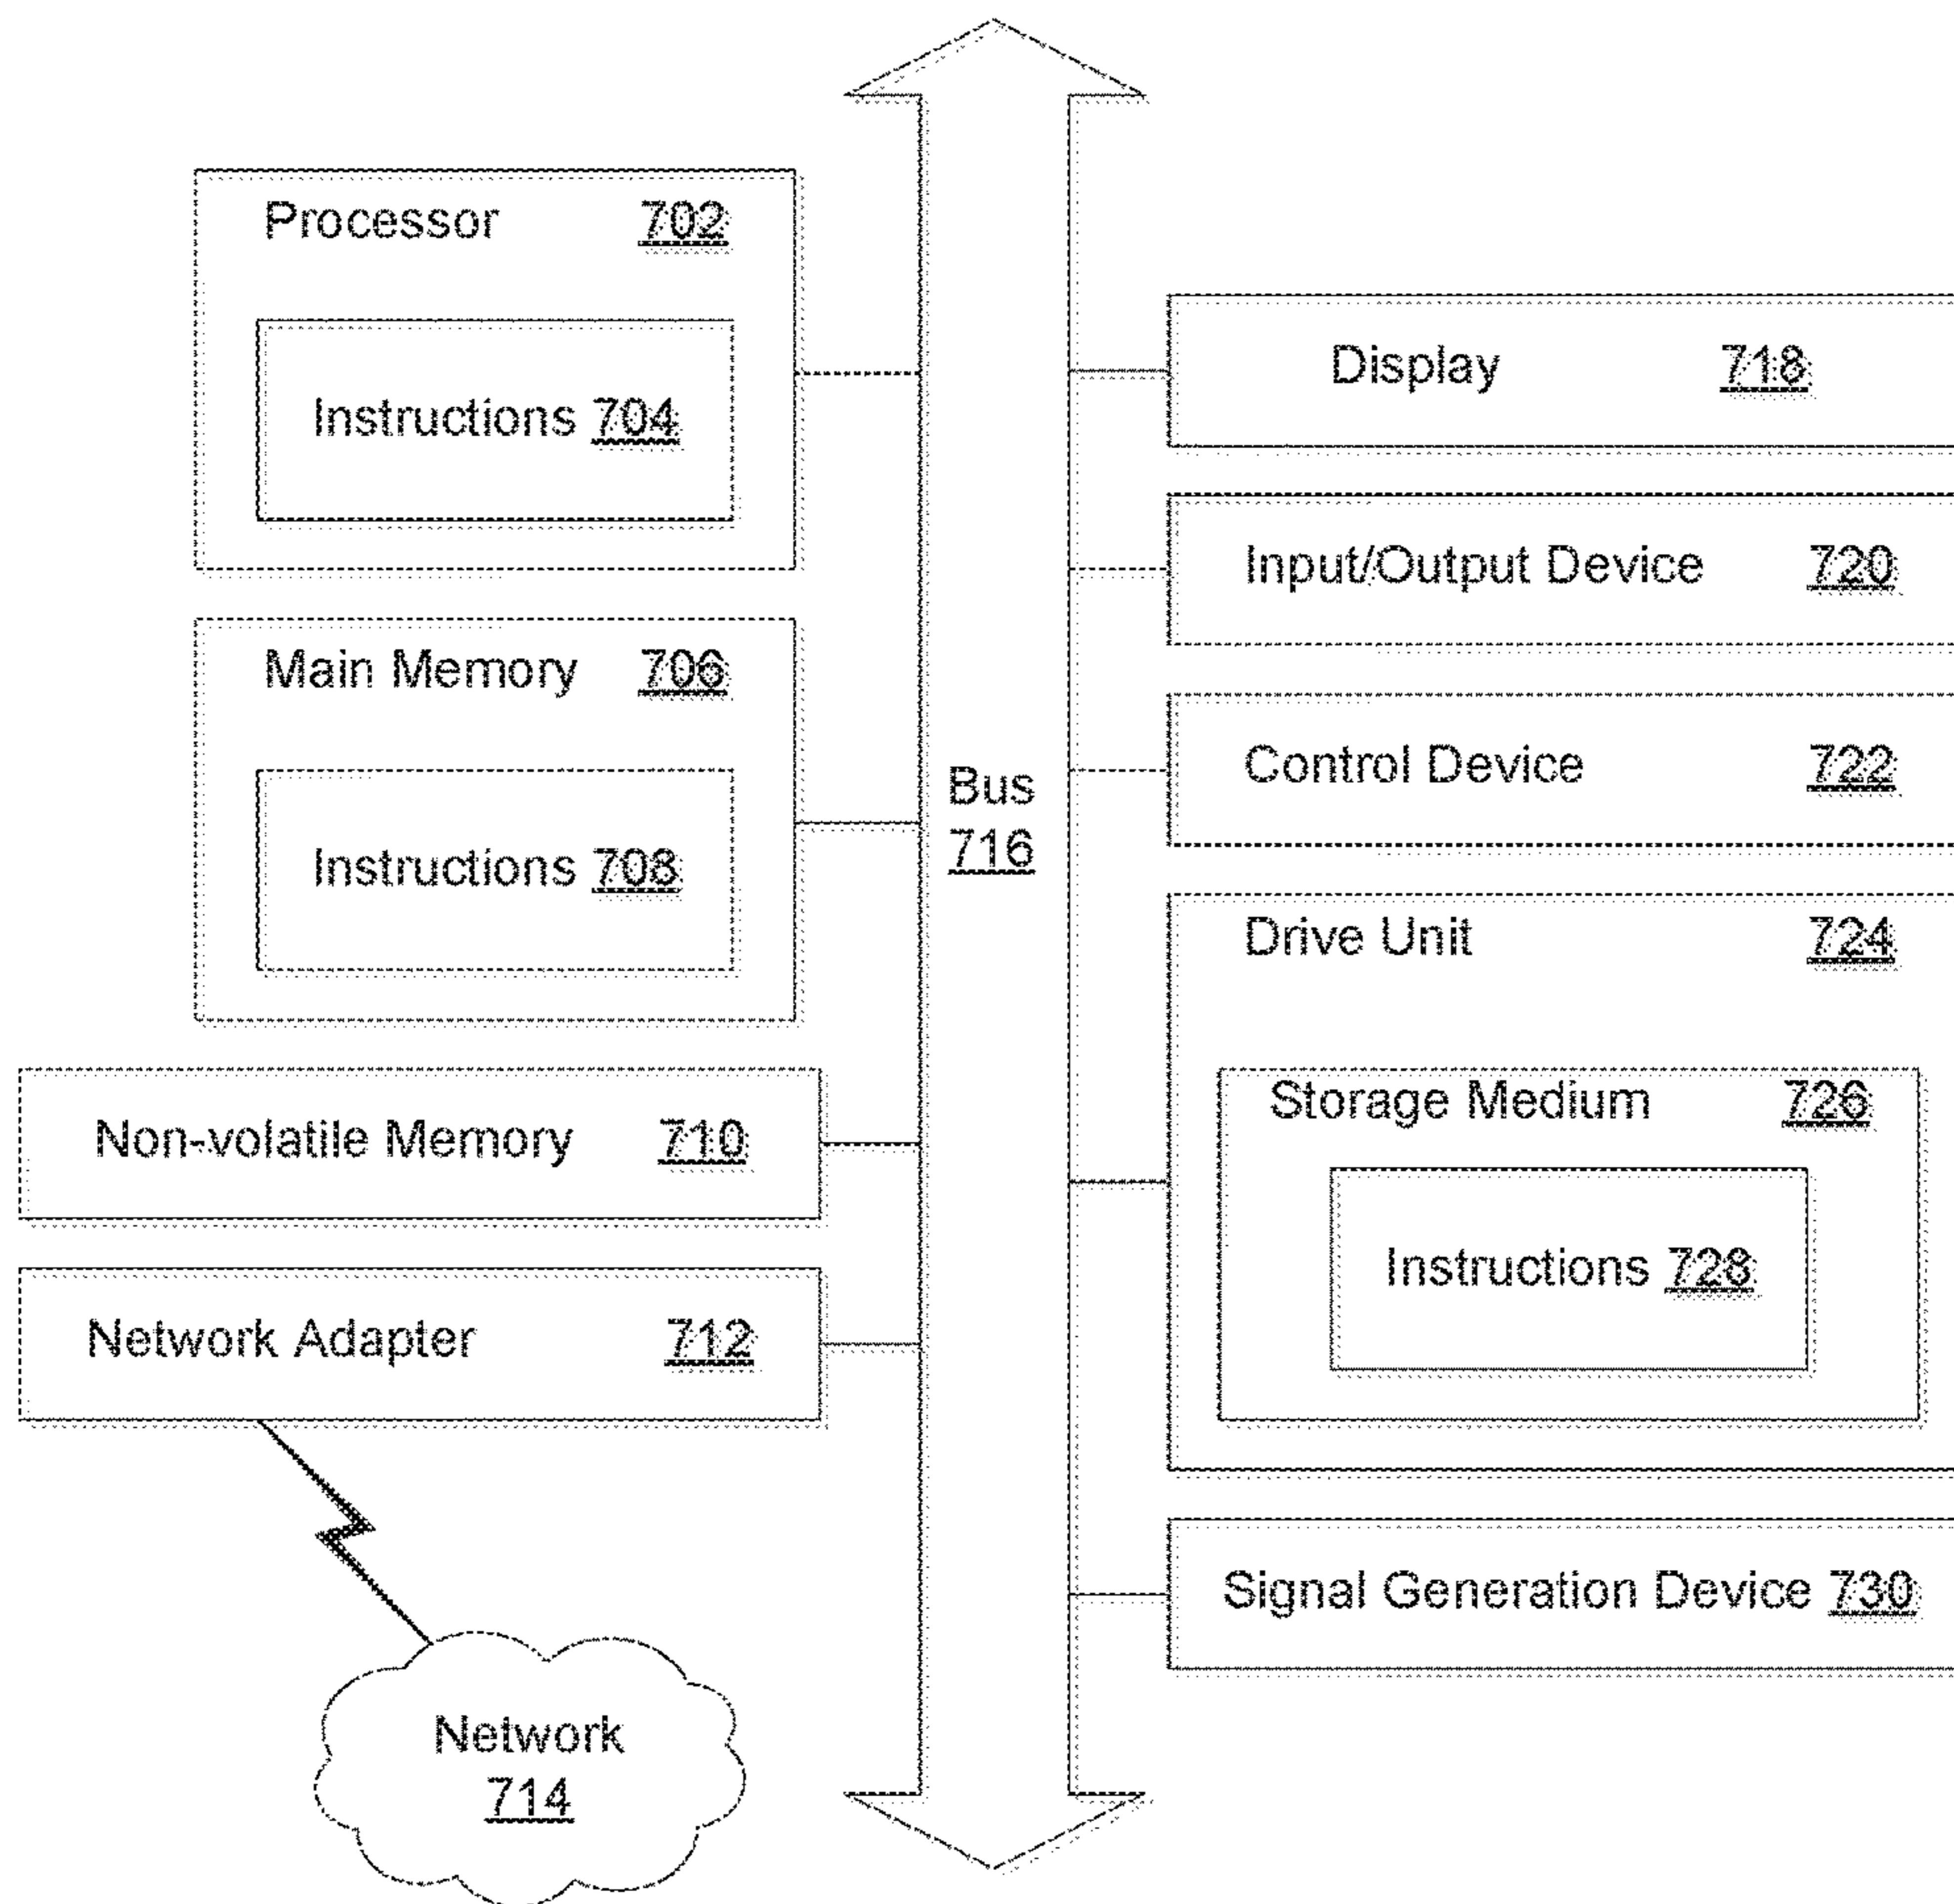 Processor 702
Instructions 704
Main Memory 706
Instructions 708
Non-volatile Memory 710
Network Adapter 712
Network
714
Bus
716
Display 718
Input/Output Device 720
Control Device 722
Drive Unit 724
Storage Medium 726
Instructions 728
Signal Generation Device 730